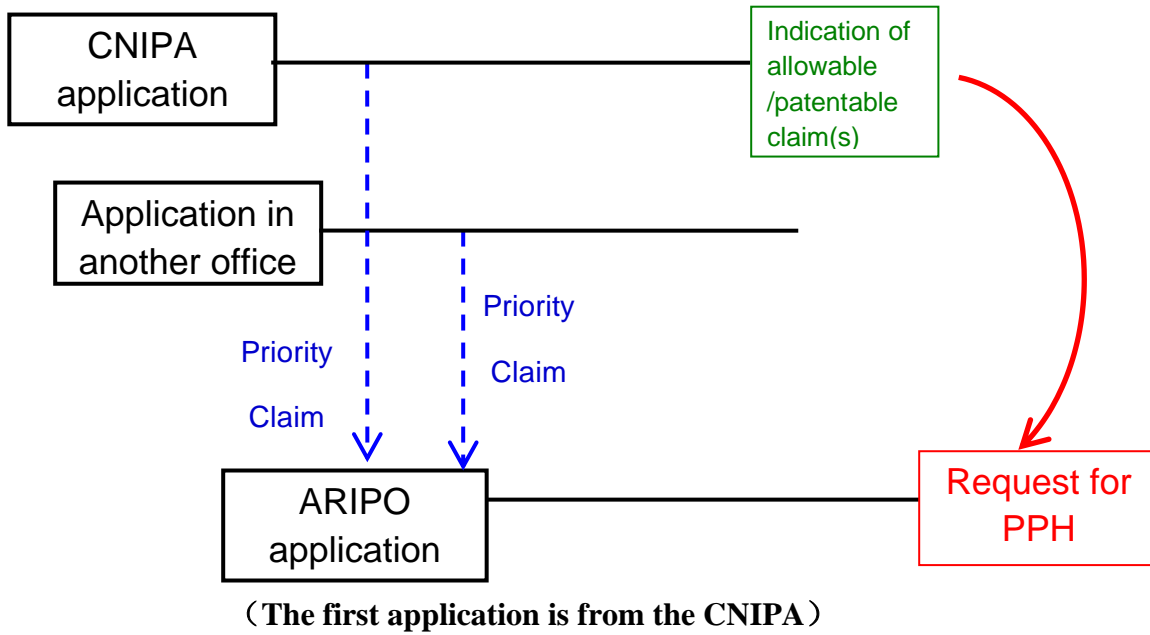 CNIPA
application
Indication of
allowable
/patentable
claim(s)
Application in
another office
Priority
Claim
Priority
Claim
ARIPO
application
Request for
PPH
（The first application is from the CNIPA）